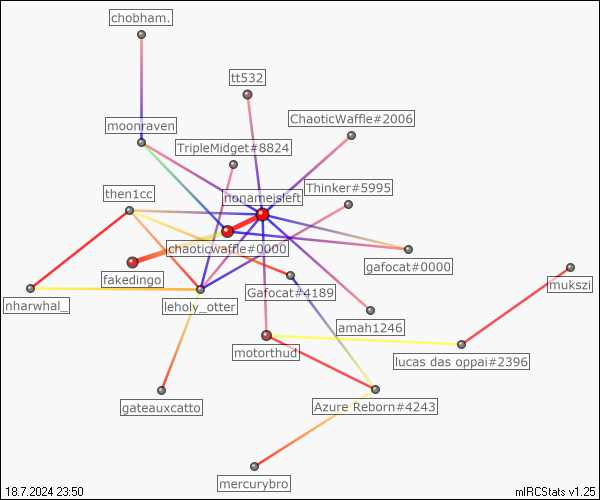 chobham.
tt532
ChaoticWaffle#2006
moonraven
TripleMidget#8824
Thinker#5995
then1cc
nonameisleft
chaoticwaffle#0000
gafocat#0000
fakedingo
mukszi
Gafocat#4189
nharwhal_
leholy_otter
amah1246
motorthud
lucas das oppai#2396
gateauxcatto
Azure Reborn#4243
mercurybro
18.7.2024 23:50
mIRCStats v1.25